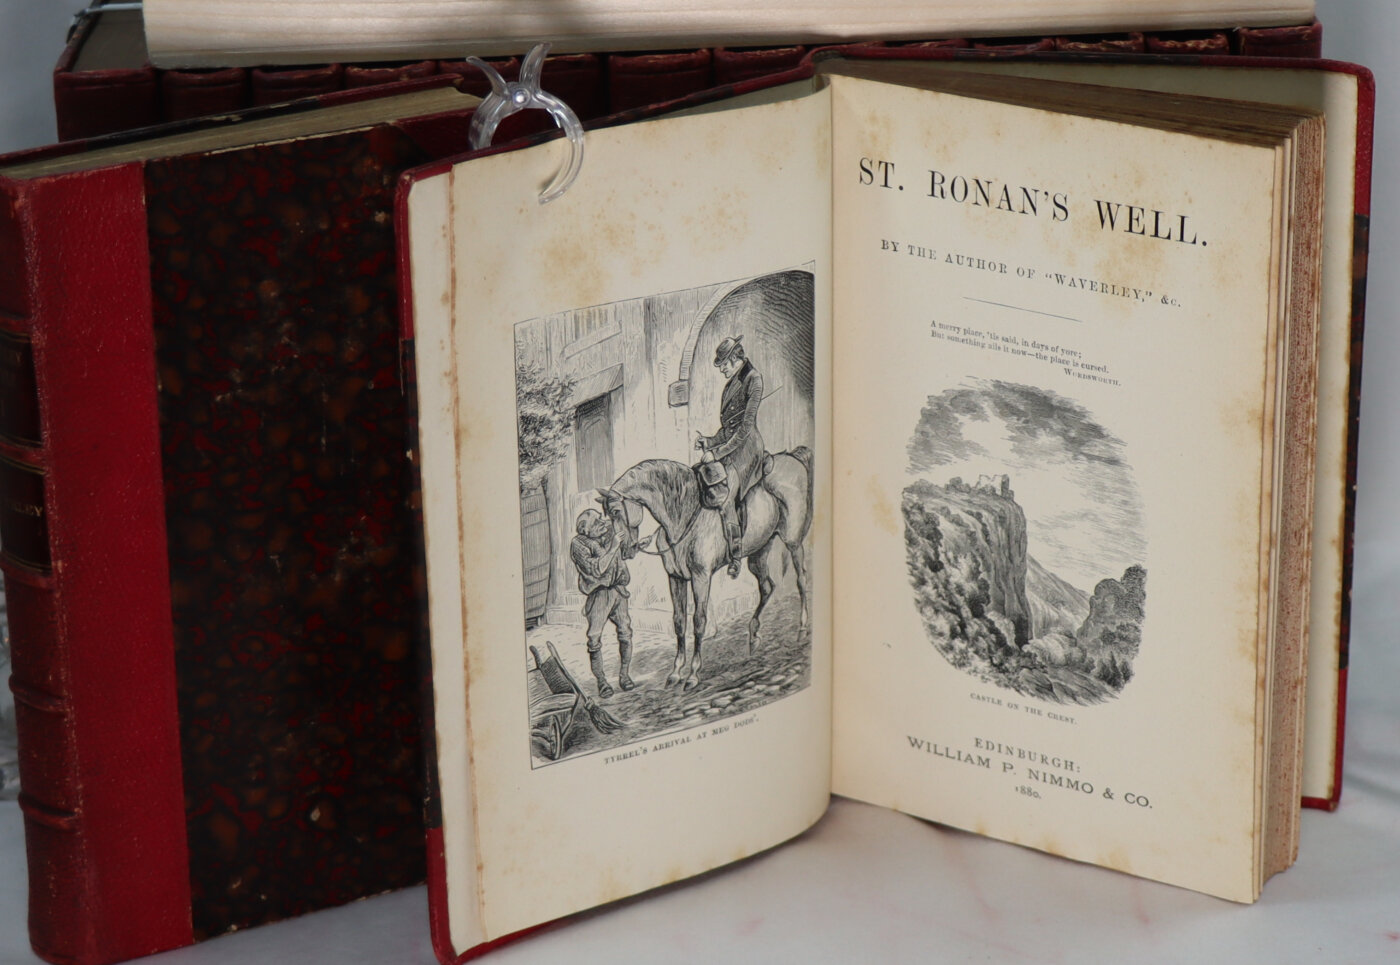 TYRREL'S ARRIVAL AT MEG DODS'.
ST. RONAN'S WELL.
BY THE AUTHOR OF "WAVERLEY," &c.
A merry place, 'tis said, in days of yore;
But something ails it now—the place is cursed.
WORDSWORTH.
CASTLE ON THE CREST.
EDINBURGH:
WILLIAM P. NIMMO & CO.
1880.